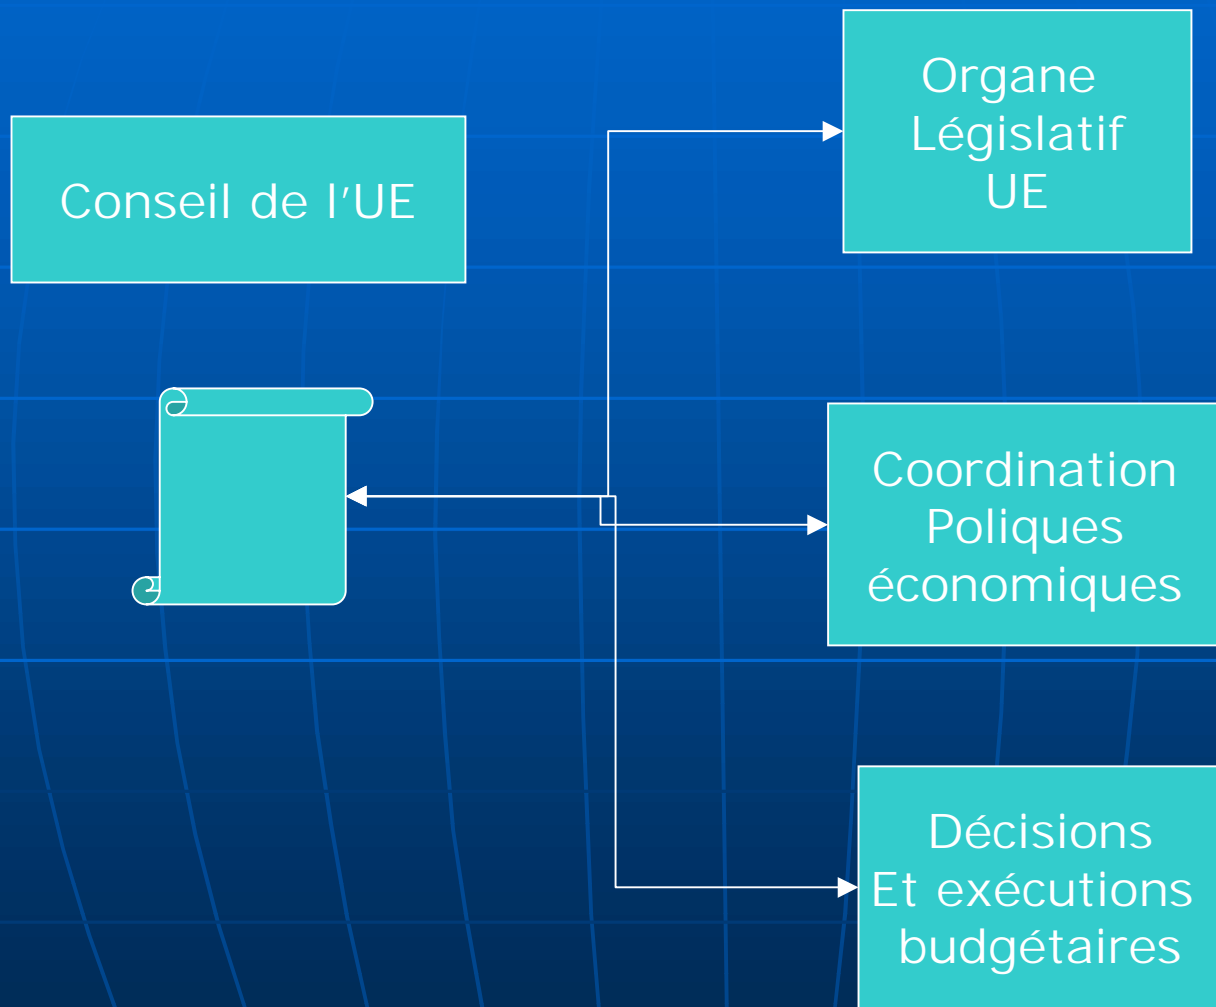 Conseil de l'UE
Organe
Législatif
UE
Coordination
Poliques
économiques
Décisions
Et exécutions
budgétaires